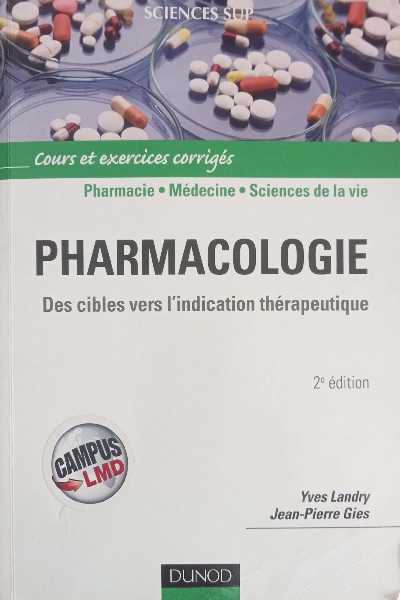 SCIENCES SUP
Cours et exercices corrigés
Pharmacie • Médecine • Sciences de la vie
PHARMACOLOGIE
Des cibles vers l'indication thérapeutique
2e édition
CAMPUS
LMD
Yves Landry
Jean-Pierre Gies
DUNOD